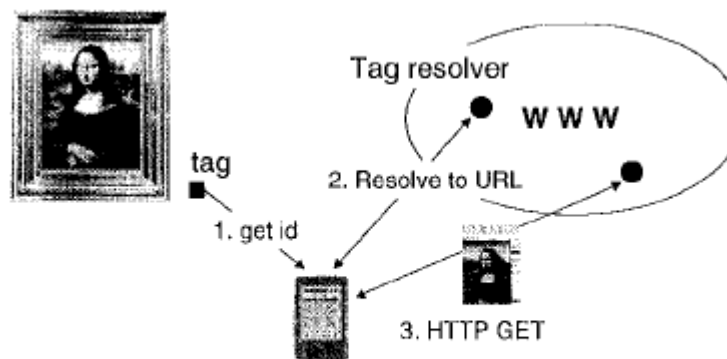 Tag resolver
W W W
tag
2. Resolve to URL
1. get id
3. HTTP GET